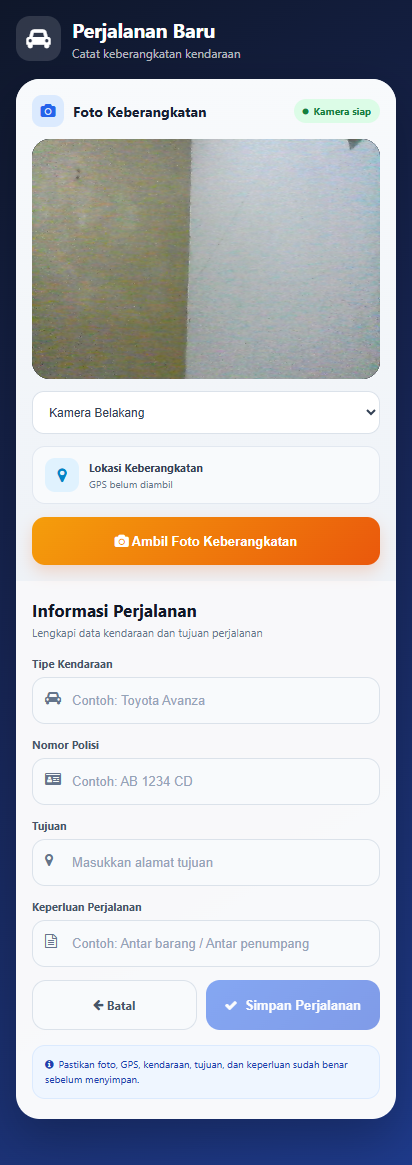 Perjalanan Baru
Catat keberangkatan kendaraan
Foto Keberangkatan
Kamera siap
Kamera Belakang
Lokasi Keberangkatan
GPS belum diambil
Ambil Foto Keberangkatan
Informasi Perjalanan
Lengkapi data kendaraan dan tujuan perjalanan
Tipe Kendaraan
Contoh: Toyota Avanza
Nomor Polisi
Contoh: AB 1234 CD
Tujuan
Masukkan alamat tujuan
Keperluan Perjalanan
Contoh: Antar barang / Antar penumpang
Batal
Simpan Perjalanan
Pastikan foto, GPS, kendaraan, tujuan, dan keperluan sudah benar
sebelum menyimpan.